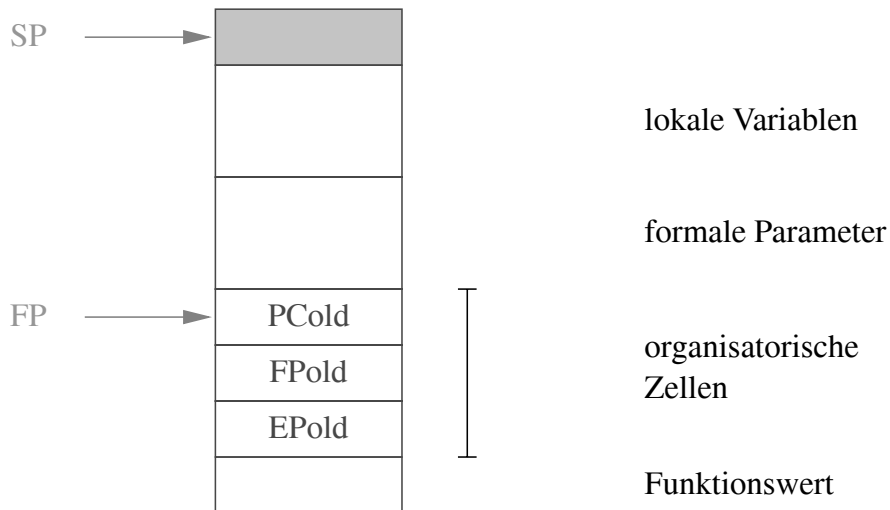 SP
lokale Variablen
formale Parameter
FP
PCold
FPold
EPold
organisatorische
Zellen
Funktionswert